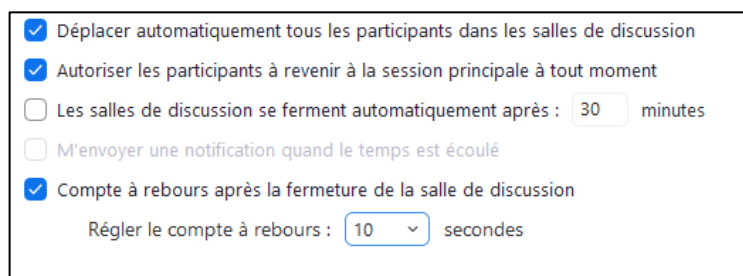 Déplacer automatiquement tous les participants dans les salles de discussion
Autoriser les participants à revenir à la session principale à tout moment
Les salles de discussion se ferment automatiquement après : 30 minutes
M'envoyer une notification quand le temps est écoulé
Compte à rebours après la fermeture de la salle de discussion
Régler le compte à rebours : 10 secondes